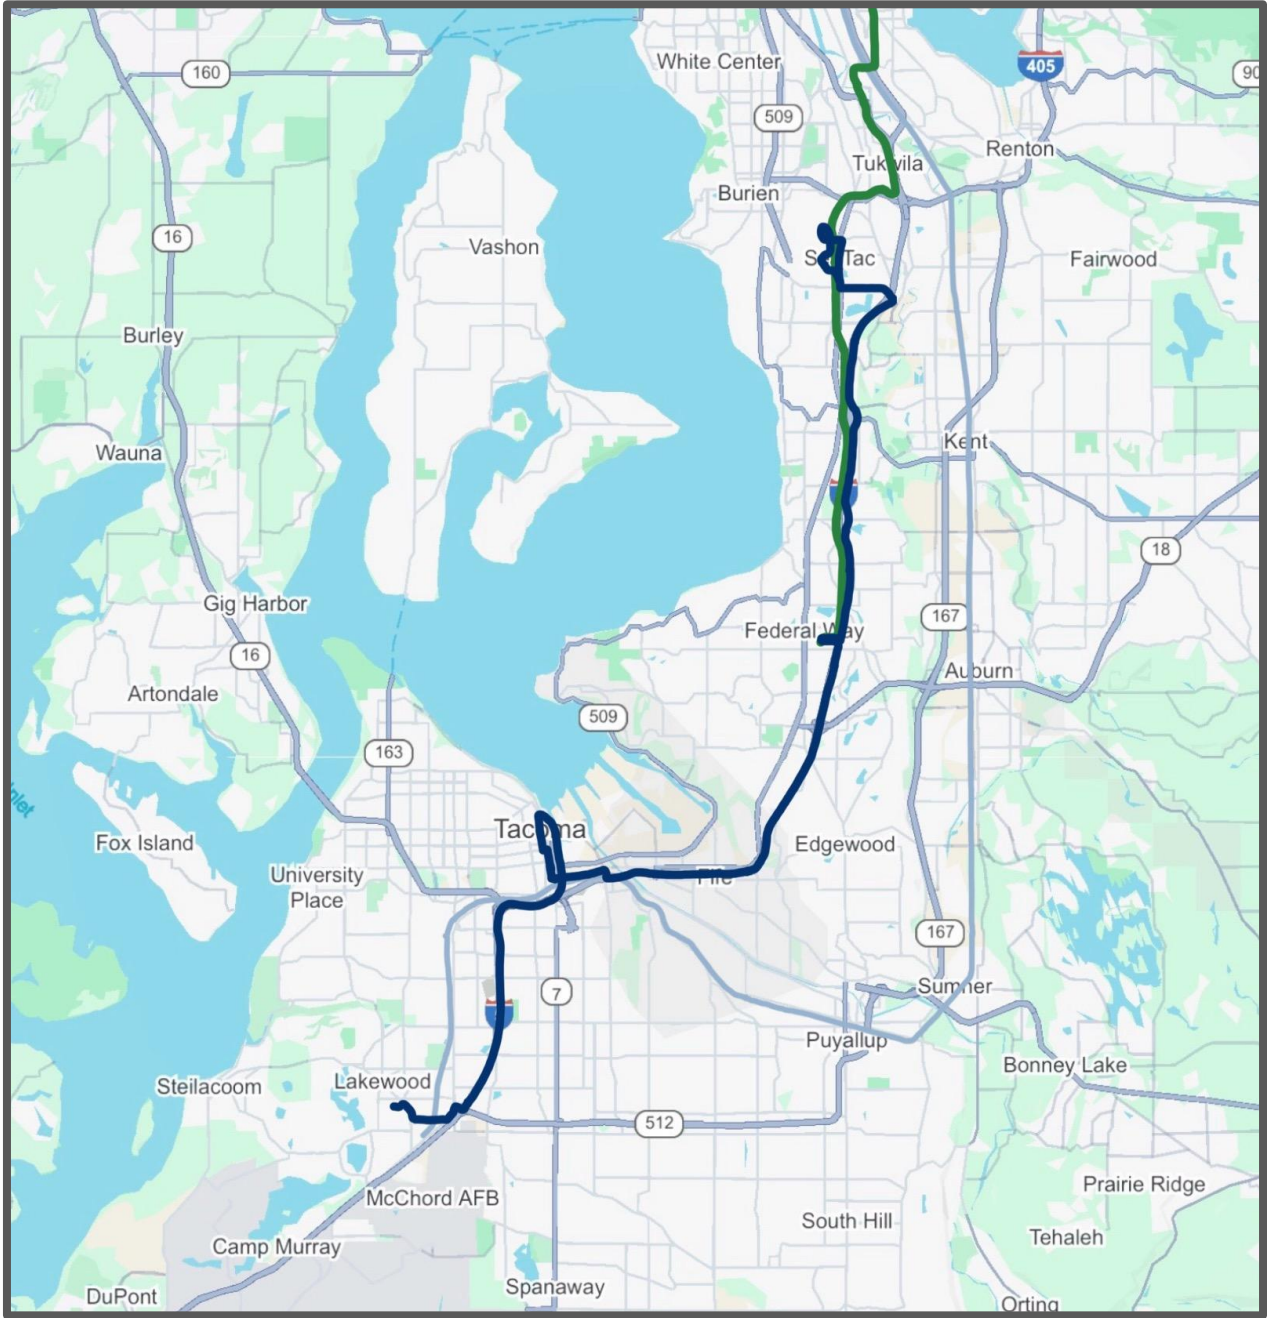 160
White Center
405
90
509
Renton
Tukwila
Burien
16
Vashon
SeaTac
Fairwood
Burley
Wauna
Kent
18
Gig Harbor
Federal Way
167
16
Auburn
Artondale
509
163
Tacoma
Fox Island
Edgewood
University
Place
Fife
167
7
Sumner
Puyallup
Bonney Lake
Lakewood
Steilacoom
512
Prairie Ridge
McChord AFB
South Hill
Tehaleh
Camp Murray
Spanaway
DuPont
Orting